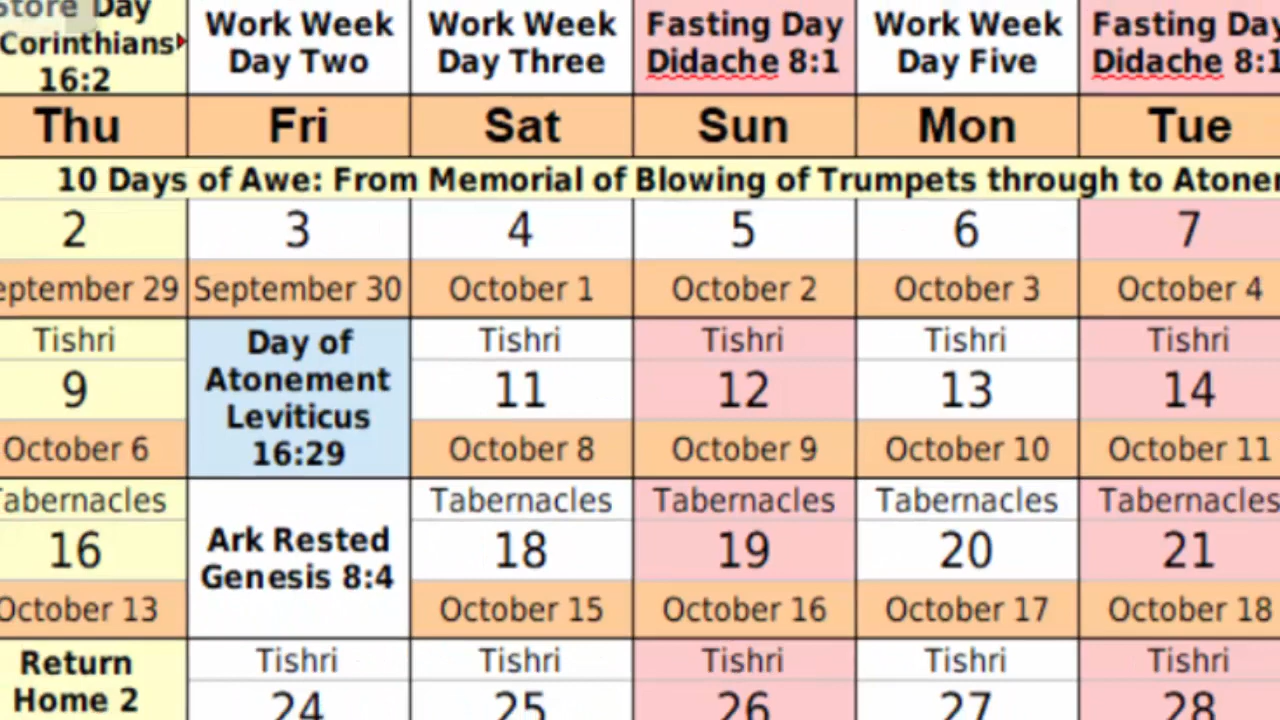 Store Day
Corinthians
16:2
Work Week
Day Two
Work Week
Day Three
Fasting Day
Didache 8:1
Work Week
Day Five
Fasting Day
Didache 8:1
Thu Fri Sat Sun Mon Tue
10 Days of Awe: From Memorial of Blowing of Trumpets through to Atone
2 3 4 5 6 7
eptember 29 September 30 October 1 October 2 October 3 October 4
Tishri
9
October 6
Day of
Atonement
Leviticus
16:29
Tishri
11
October 8
Tishri
12
October 9
Tishri
13
October 10
Tishri
14
October 11
Tabernacles
16
October 13
Ark Rested
Genesis 8:4
Tabernacles
18
October 15
Tabernacles
19
October 16
Tabernacles
20
October 17
Tabernacles
21
October 18
Return
Home 2
Tishri
24
Tishri
25
Tishri
26
Tishri
27
Tishri
28